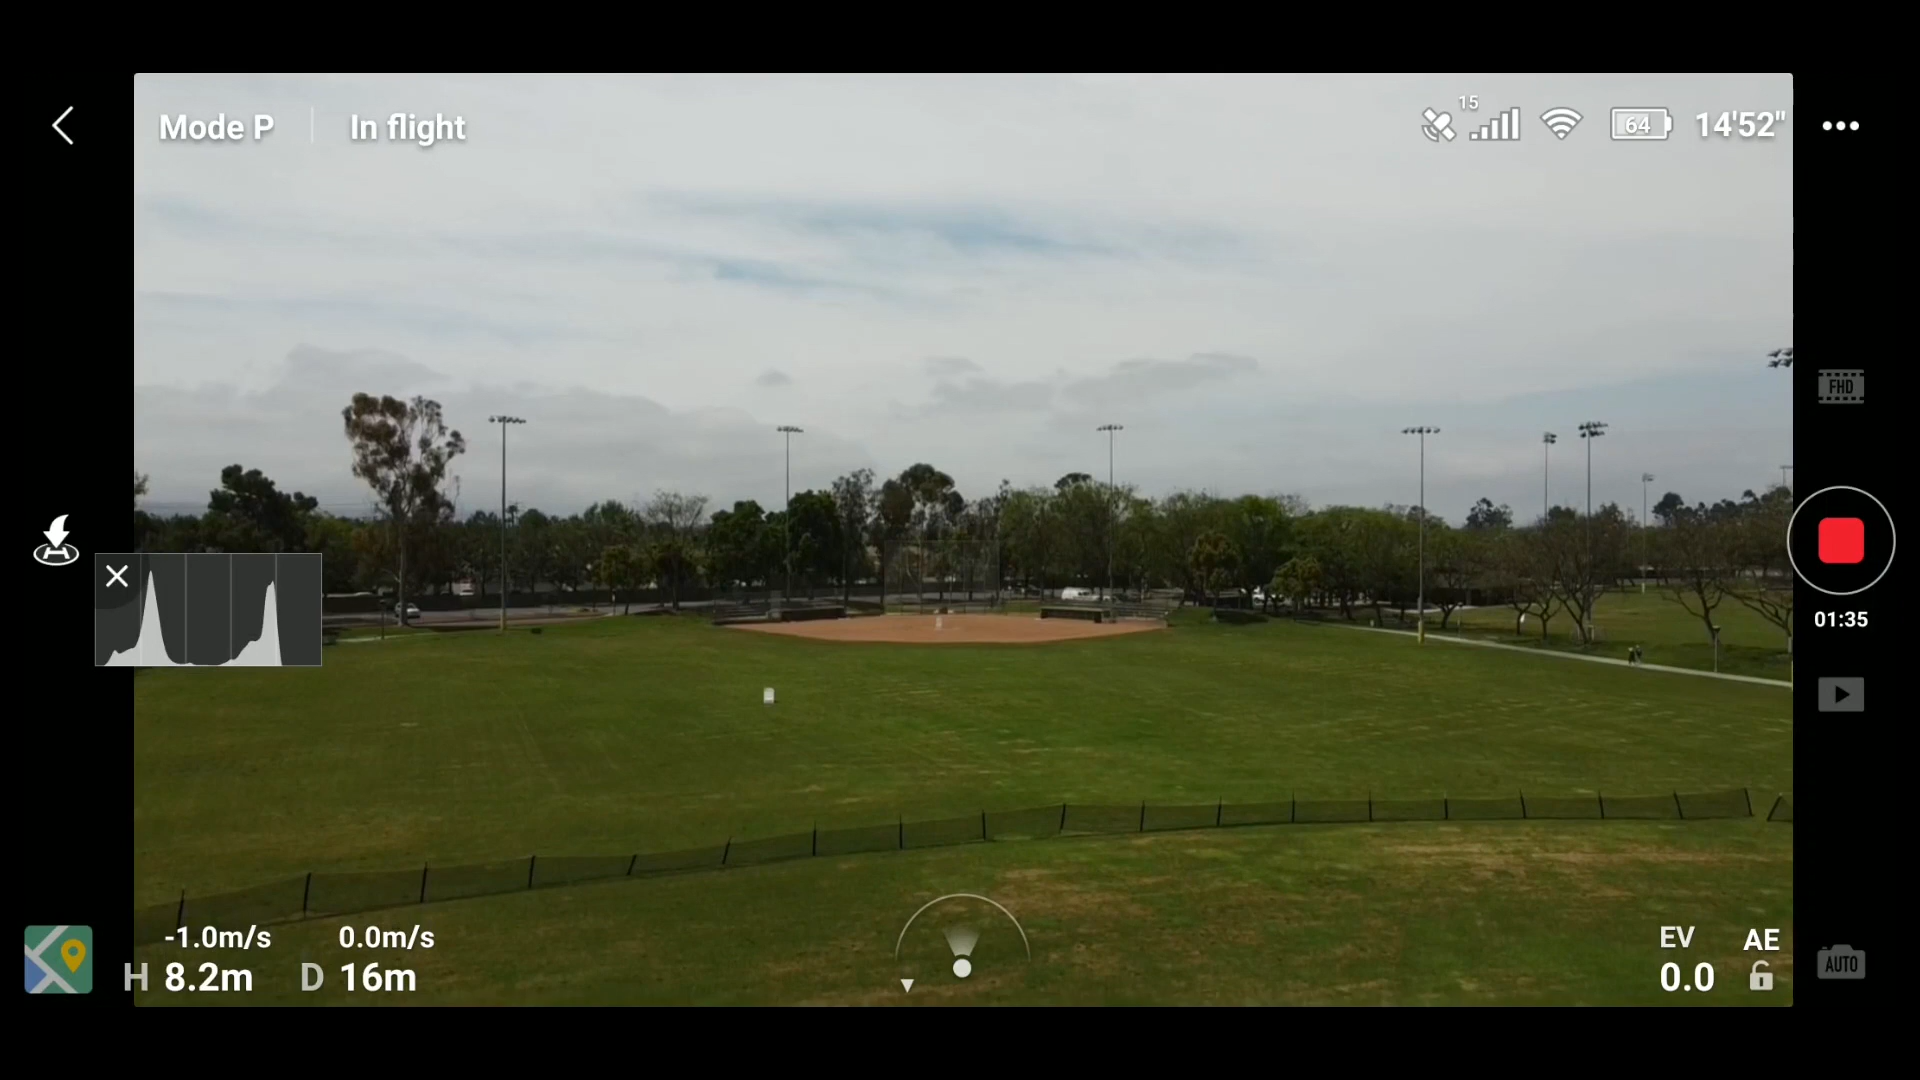 Mode P
In flight
15
64
14'52"
FHD
01:35
-1.0m/s
0.0m/s
H 8.2m
D 16m
EV
0.0
AE
AUTO